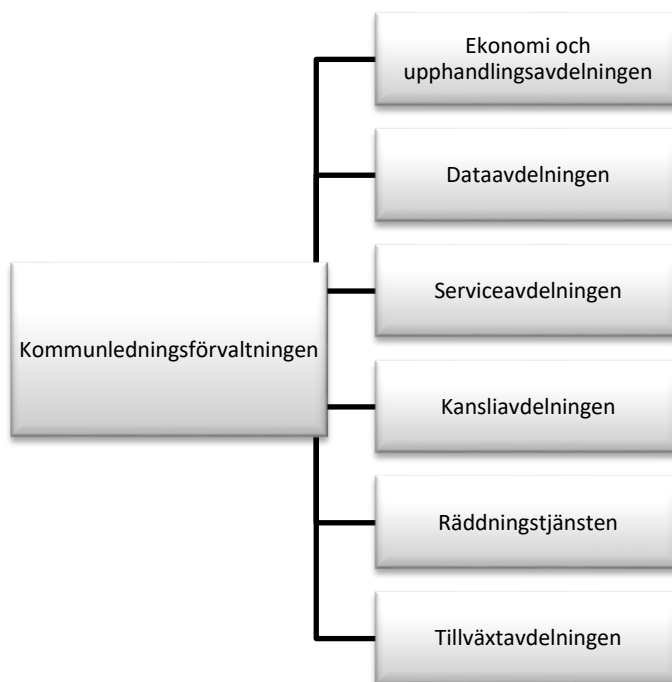 Ekonomi och
upphandlingsavdelningen
Dataavdelningen
Serviceavdelningen
Kommunledningsförvaltningen
Kansliavdelningen
Räddningstjänsten
Tillväxtavdelningen